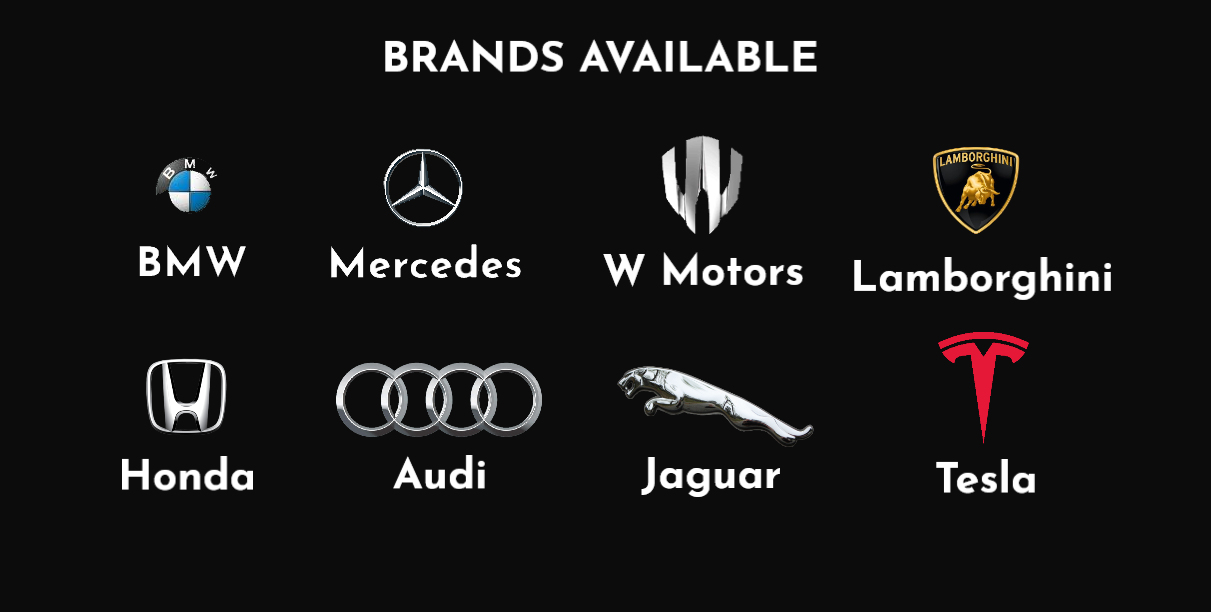 BRANDS AVAILABLE
BMW
LAMBORGHINI
BMW
Mercedes
W Motors
Lamborghini
Honda
Audi
Jaguar
Tesla